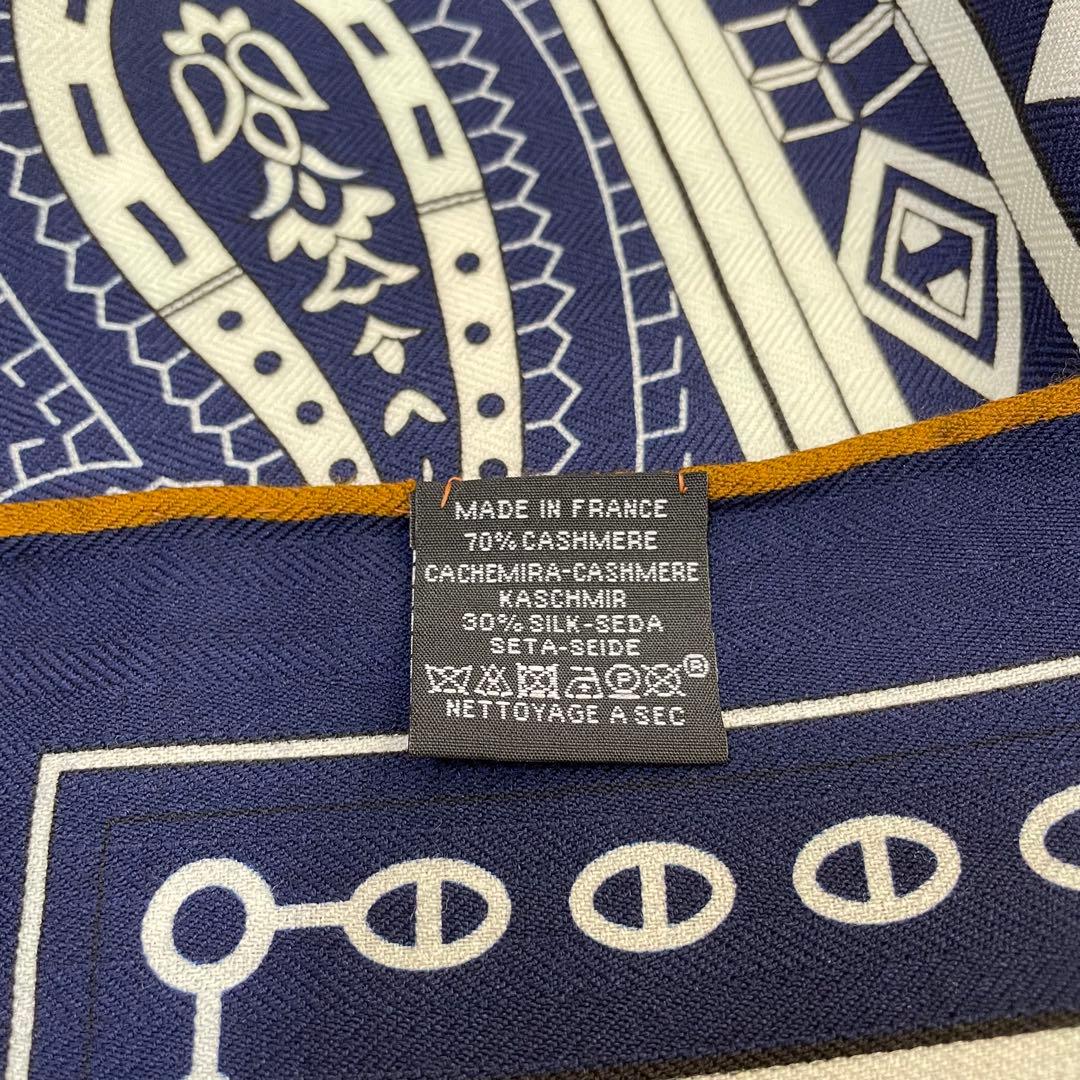 MADE IN FRANCE
70% CASHMERE
CACHEMIRA-CASHMERE
KASCHMIR
30% SILK-SEDA
SETA-SEIDE
P ®
NETTOYAGE A SEC